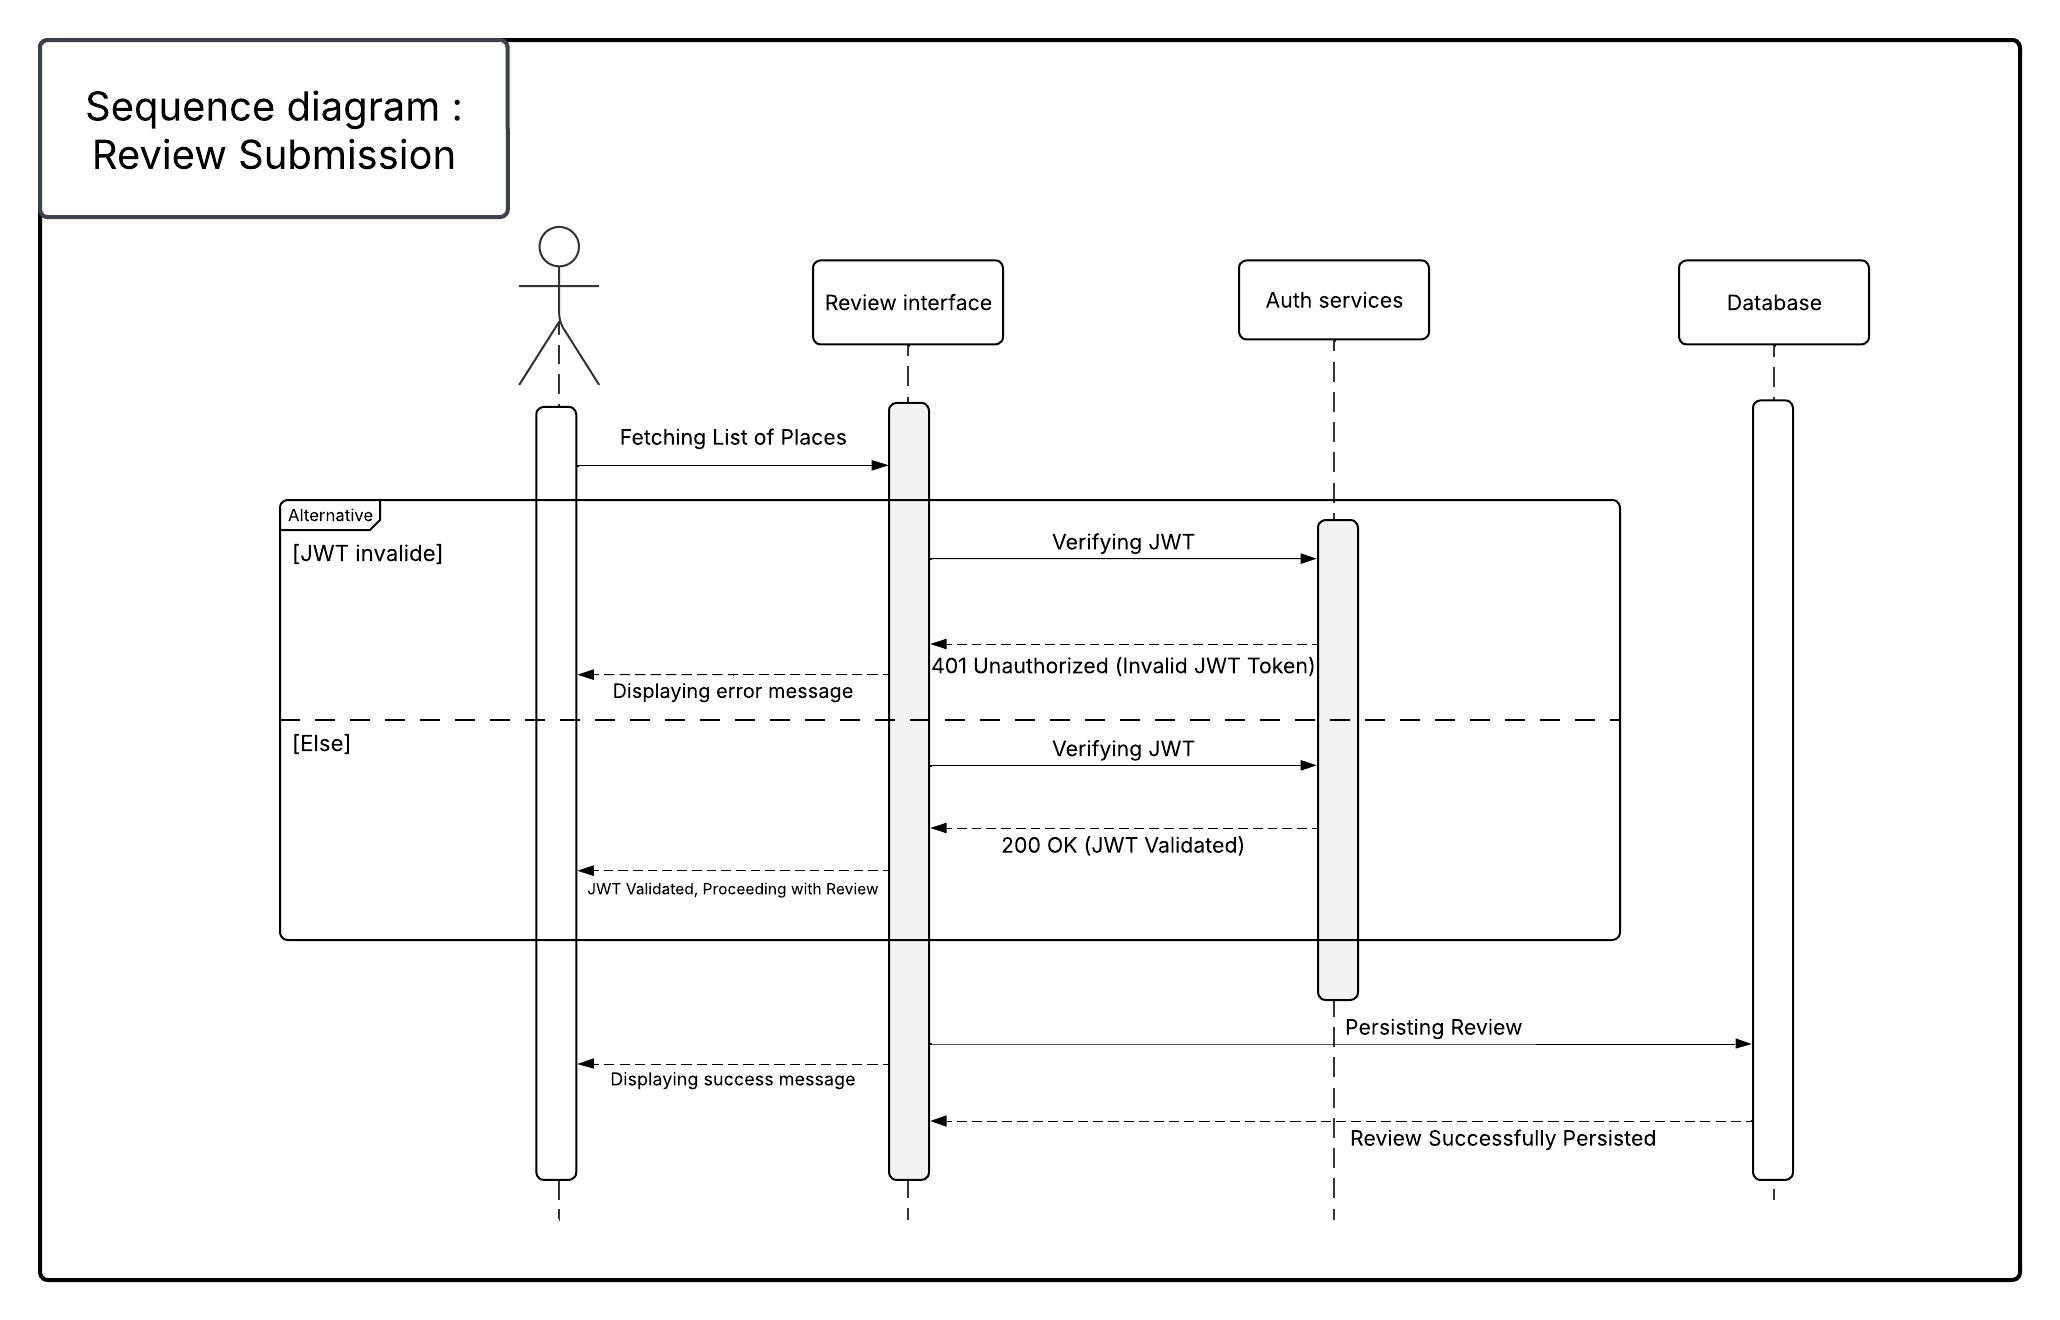 Sequence diagram :
Review Submission
Review interface
Auth services
Database
Fetching List of Places
Alternative
[JWT invalide]
Verifying JWT
401 Unauthorized (Invalid JWT Token)
Displaying error message
[Else]
Verifying JWT
200 OK (JWT Validated)
JWT Validated, Proceeding with Review
Persisting Review
Displaying success message
Review Successfully Persisted